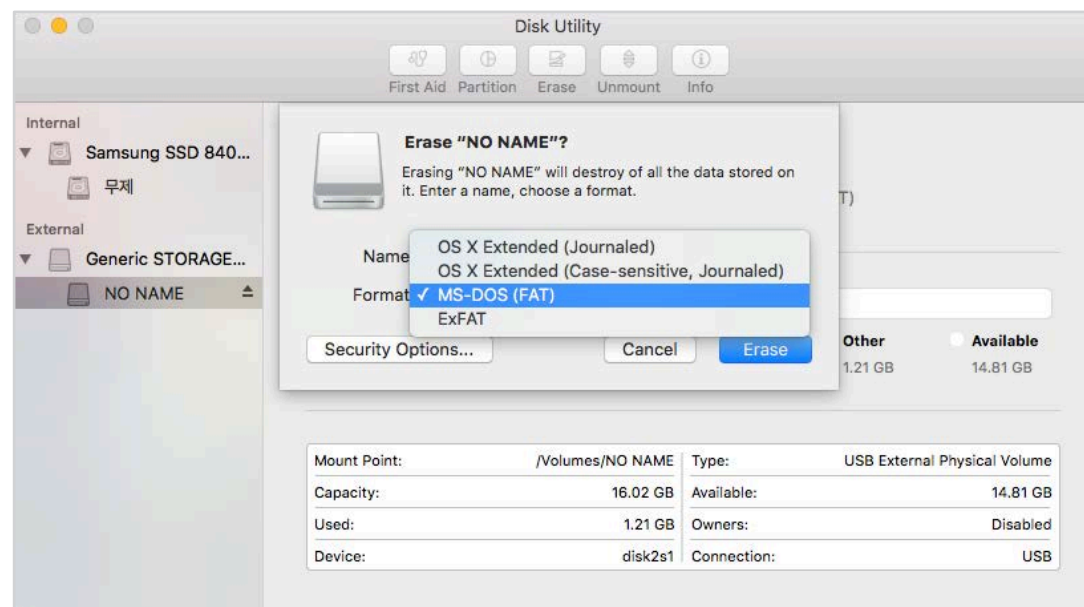 Disk Utility
First Aid Partition Erase Unmount Info
Internal
Samsung SSD 840...
무제
External
Generic STORAGE...
NO NAME
Erase "NO NAME"?
Erasing "NO NAME" will destroy of all the data stored on
it. Enter a name, choose a format.
T)
Name
Format
OS X Extended (Journaled)
OS X Extended (Case-sensitive, Journaled)
✓ MS-DOS (FAT)
ExFAT
Security Options... Cancel Erase
Other Available
1.21 GB 14.81 GB
Mount Point: /Volumes/NO NAME Type: USB External Physical Volume
Capacity: 16.02 GB Available: 14.81 GB
Used: 1.21 GB Owners: Disabled
Device: disk2s1 Connection: USB